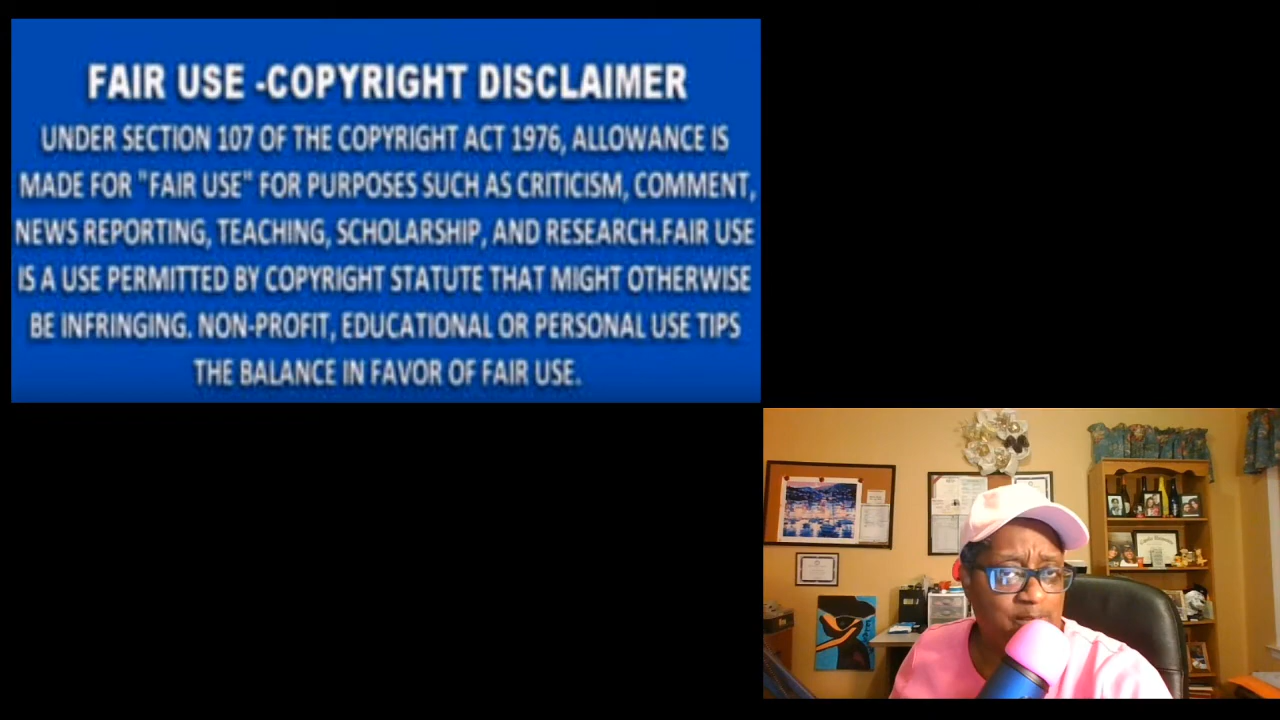 FAIR USE -COPYRIGHT DISCLAIMER
UNDER SECTION 107 OF THE COPYRIGHT ACT 1976, ALLOWANCE IS
MADE FOR "FAIR USE" FOR PURPOSES SUCH AS CRITICISM, COMMENT,
NEWS REPORTING, TEACHING, SCHOLARSHIP, AND RESEARCH.FAIR USE
IS A USE PERMITTED BY COPYRIGHT STATUTE THAT MIGHT OTHERWISE
BE INFRINGING. NON-PROFIT, EDUCATIONAL OR PERSONAL USE TIPS
THE BALANCE IN FAVOR OF FAIR USE.